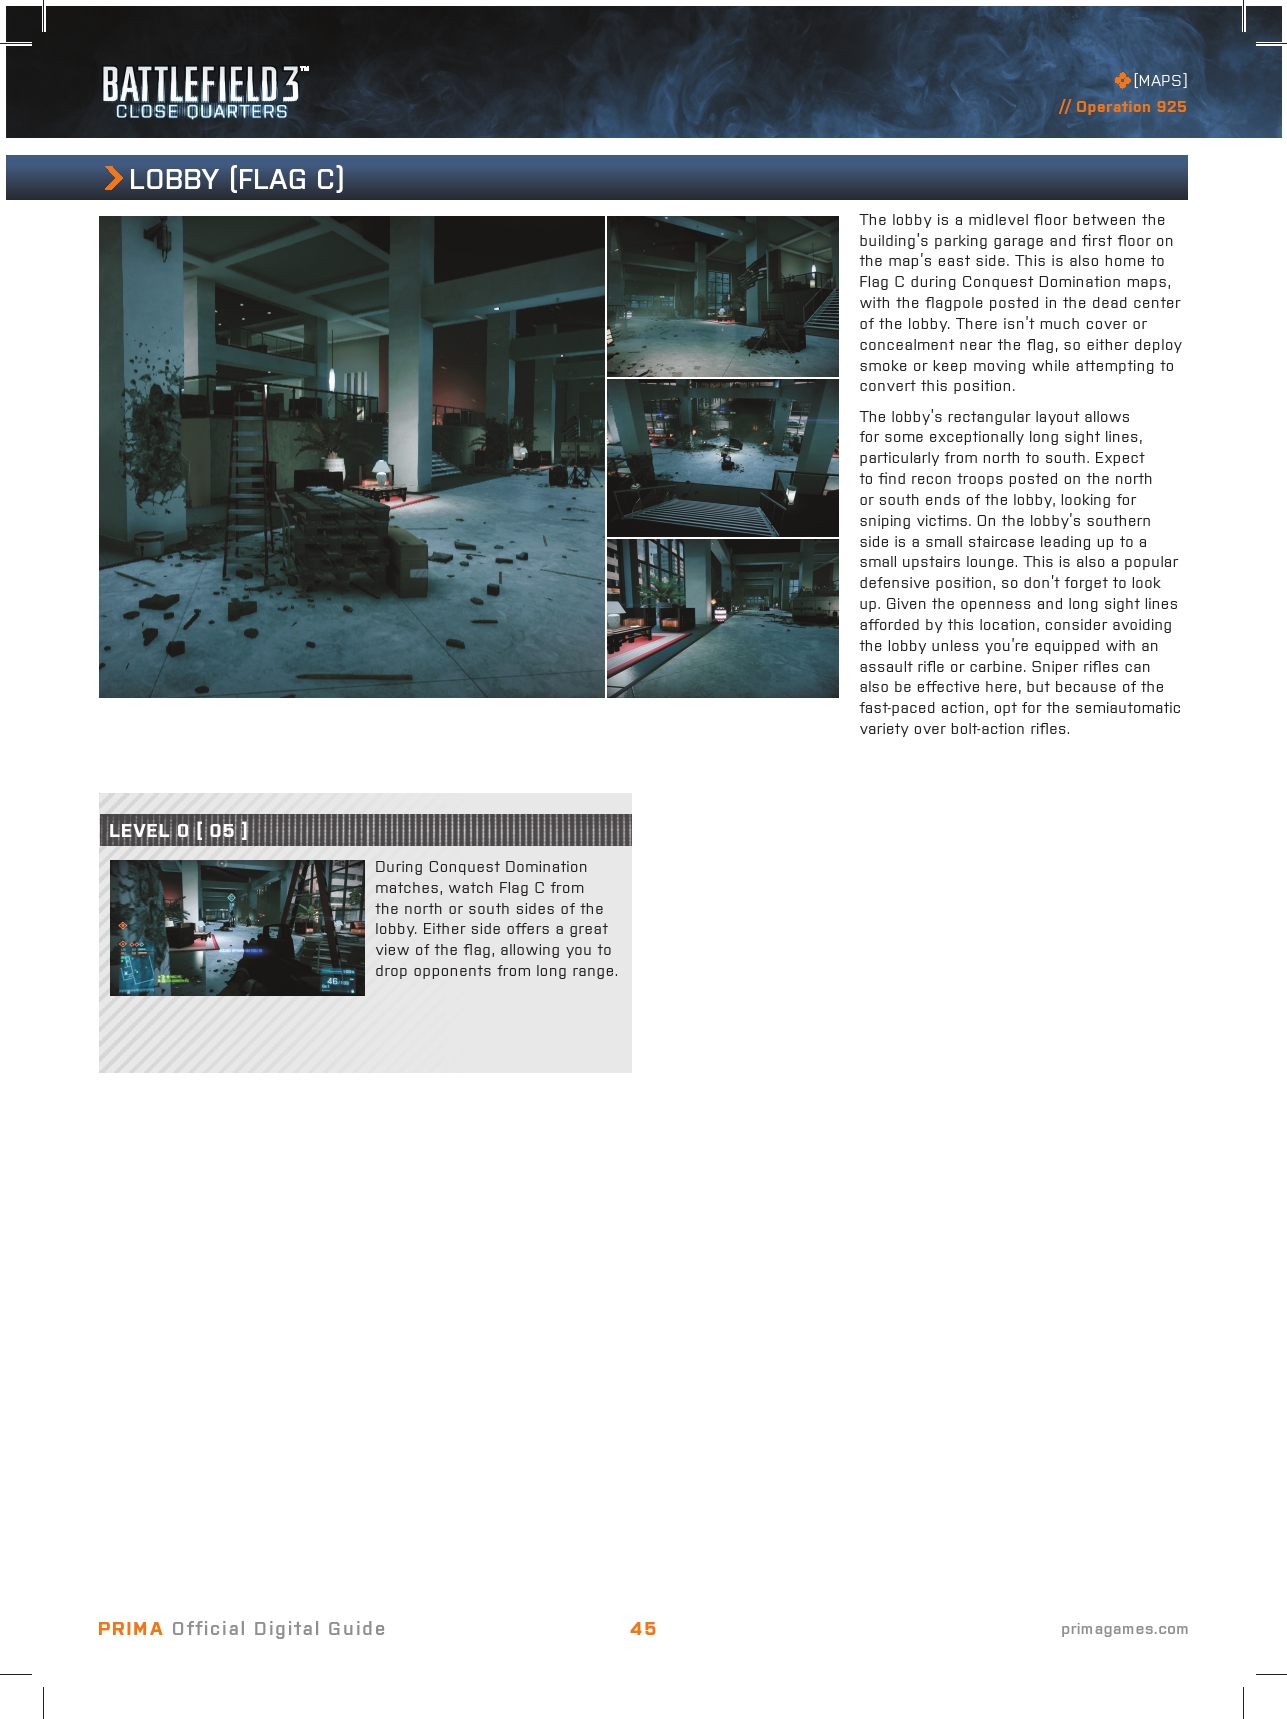 BATTLEFIELD 3™
CLOSE QUARTERS
[MAPS]
// Operation 925
LOBBY (FLAG C)
The lobby is a midlevel floor between the
building's parking garage and first floor on
the map's east side. This is also home to
Flag C during Conquest Domination maps,
with the flagpole posted in the dead center
of the lobby. There isn't much cover or
concealment near the flag, so either deploy
smoke or keep moving while attempting to
convert this position.
The lobby's rectangular layout allows
for some exceptionally long sight lines,
particularly from north to south. Expect
to find recon troops posted on the north
or south ends of the lobby, looking for
sniping victims. On the lobby's southern
side is a small staircase leading up to a
small upstairs lounge. This is also a popular
defensive position, so don't forget to look
up. Given the openness and long sight lines
afforded by this location, consider avoiding
the lobby unless you're equipped with an
assault rifle or carbine. Sniper rifles can
also be effective here, but because of the
fast-paced action, opt for the semiautomatic
variety over bolt-action rifles.
LEVEL 0 [ 05 ]
During Conquest Domination
matches, watch Flag C from
the north or south sides of the
lobby. Either side offers a great
view of the flag, allowing you to
drop opponents from long range.
46
PRIMA Official Digital Guide
45
primagames.com